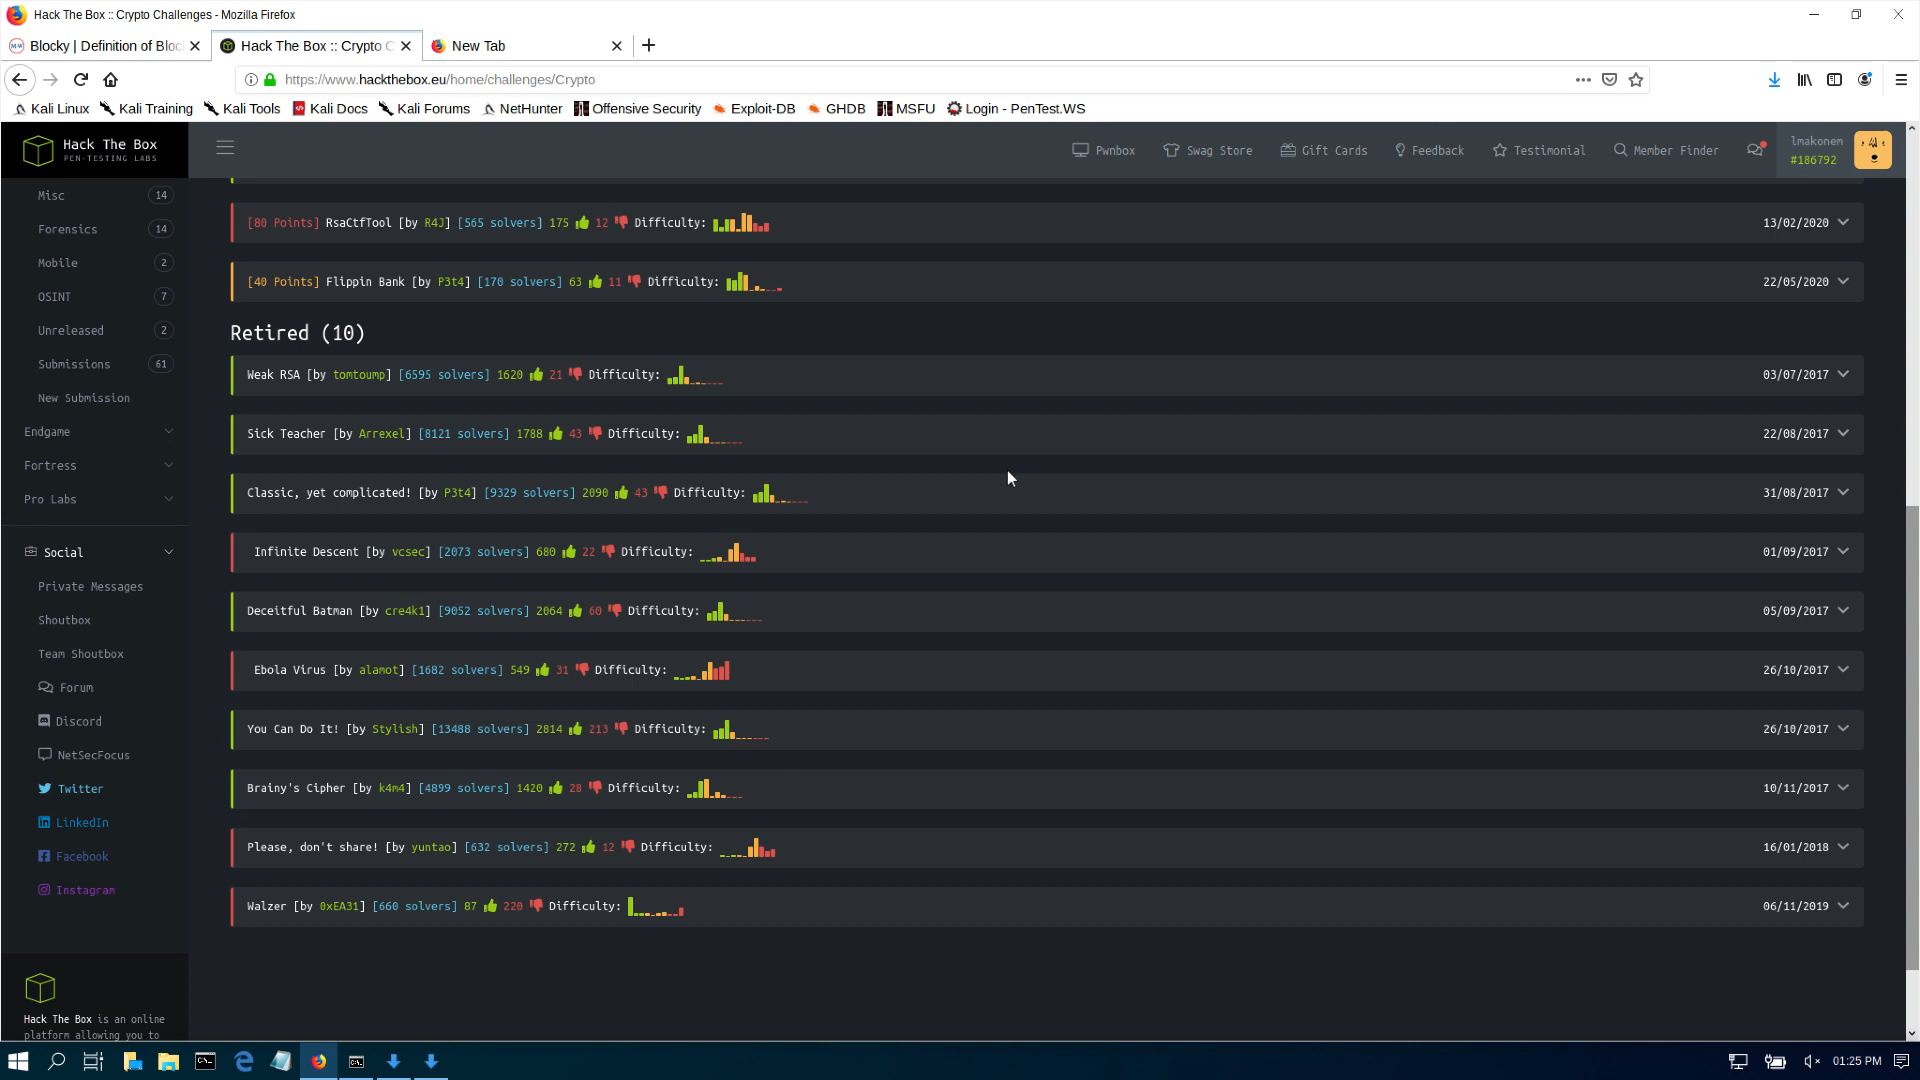 Hack The Box :: Crypto Challenges - Mozilla Firefox
Blocky | Definition of Bloc
Hack The Box :: Crypto C
New Tab
https://www.hackthebox.eu/home/challenges/Crypto
Kali Linux Kali Training Kali Tools Kali Docs Kali Forums NetHunter Offensive Security Exploit-DB GHDB MSFU Login - PenTest.WS
Hack The Box
PEN-TESTING LABS
Pwnbox Swag Store Gift Cards Feedback Testimonial Member Finder
lmakonem
#186792
Misc 14
Forensics 14
Mobile 2
OSINT 7
Unreleased 2
Submissions 61
New Submission
Endgame
Fortress
Pro Labs
Social
Private Messages
Shoutbox
Team Shoutbox
Forum
Discord
NetSecFocus
Twitter
LinkedIn
Facebook
Instagram
Hack The Box is an online
platform allowing you to
[80 Points] RsaCtfTool [by R4J] [565 solvers] 175 12 Difficulty: 13/02/2020
[40 Points] Flippin Bank [by P3t4] [170 solvers] 63 11 Difficulty: 22/05/2020
Retired (10)
Weak RSA [by tomtoump] [6595 solvers] 1620 21 Difficulty: 03/07/2017
Sick Teacher [by Arrexel] [8121 solvers] 1788 43 Difficulty: 22/08/2017
Classic, yet complicated! [by P3t4] [9329 solvers] 2090 43 Difficulty: 31/08/2017
Infinite Descent [by vcsec] [2073 solvers] 680 22 Difficulty: 01/09/2017
Deceitful Batman [by cre4k1] [9052 solvers] 2064 60 Difficulty: 05/09/2017
Ebola Virus [by alamot] [1682 solvers] 549 31 Difficulty: 26/10/2017
You Can Do It! [by Stylish] [13488 solvers] 2814 213 Difficulty: 26/10/2017
Brainy's Cipher [by k4m4] [4899 solvers] 1420 28 Difficulty: 10/11/2017
Please, don't share! [by yuntao] [632 solvers] 272 12 Difficulty: 16/01/2018
Walzer [by 0xEA31] [660 solvers] 87 220 Difficulty: 06/11/2019
01:25 PM